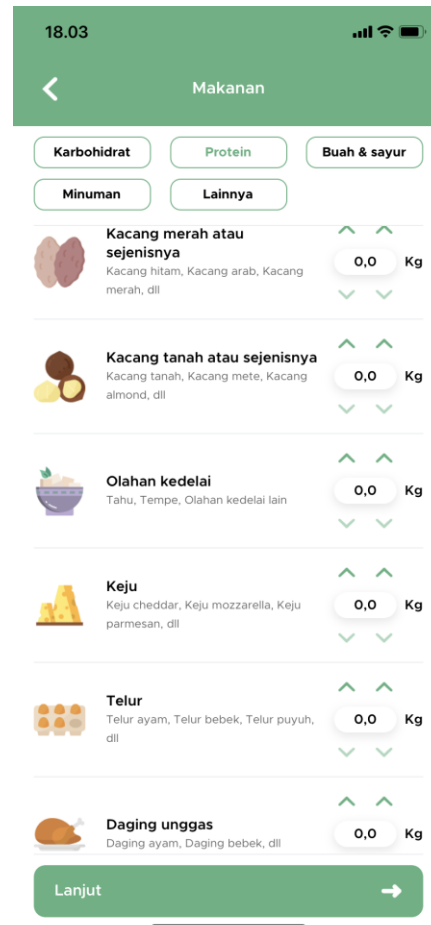 18.03
Makanan
Karbohidrat
Protein
Buah & sayur
Minuman
Lainnya
Kacang merah atau
sejenisnya
Kacang hitam, Kacang arab, Kacang
merah, dll
0,0 Kg
Kacang tanah atau sejenisnya
Kacang tanah, Kacang mete, Kacang
almond, dll
0,0 Kg
Olahan kedelai
Tahu, Tempe, Olahan kedelai lain
0,0 Kg
Keju
Keju cheddar, Keju mozzarella, Keju
parmesan, dll
0,0 Kg
Telur
Telur ayam, Telur bebek, Telur puyuh,
dll
0,0 Kg
Daging unggas
Daging ayam, Daging bebek, dll
0,0 Kg
Lanjut